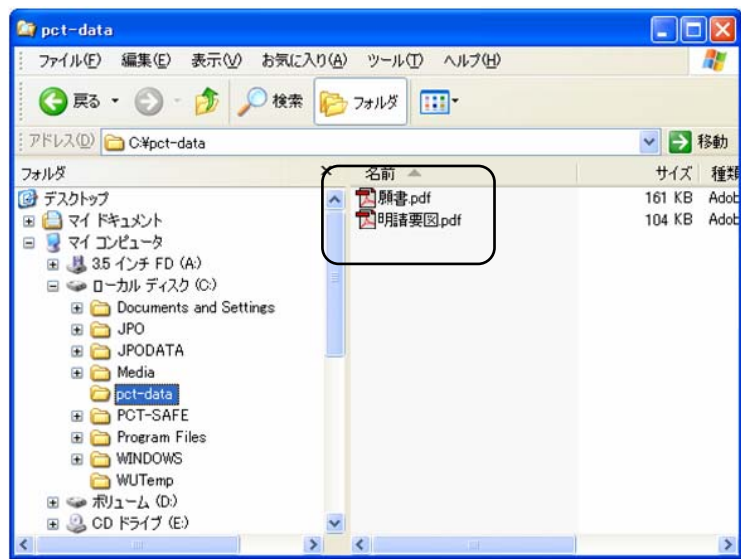 pct-data
ファイル(F) 編集(E) 表示(V) お気に入り(A) ツール(T) ヘルプ(H)
戻る 検索 フォルダ
アドレス(D) C:¥pct-data 移動
フォルダ × 名前 サイズ 種類
デスクトップ
マイ ドキュメント
マイ コンピュータ
3.5 インチ FD (A:)
ローカル ディスク (C:)
Documents and Settings
JPO
JPODATA
Media
pct-data
PCT-SAFE
Program Files
WINDOWS
WUTemp
ボリューム (D:)
CD ドライブ (E:)
願書.pdf 161 KB Adob
明請要図.pdf 104 KB Adob